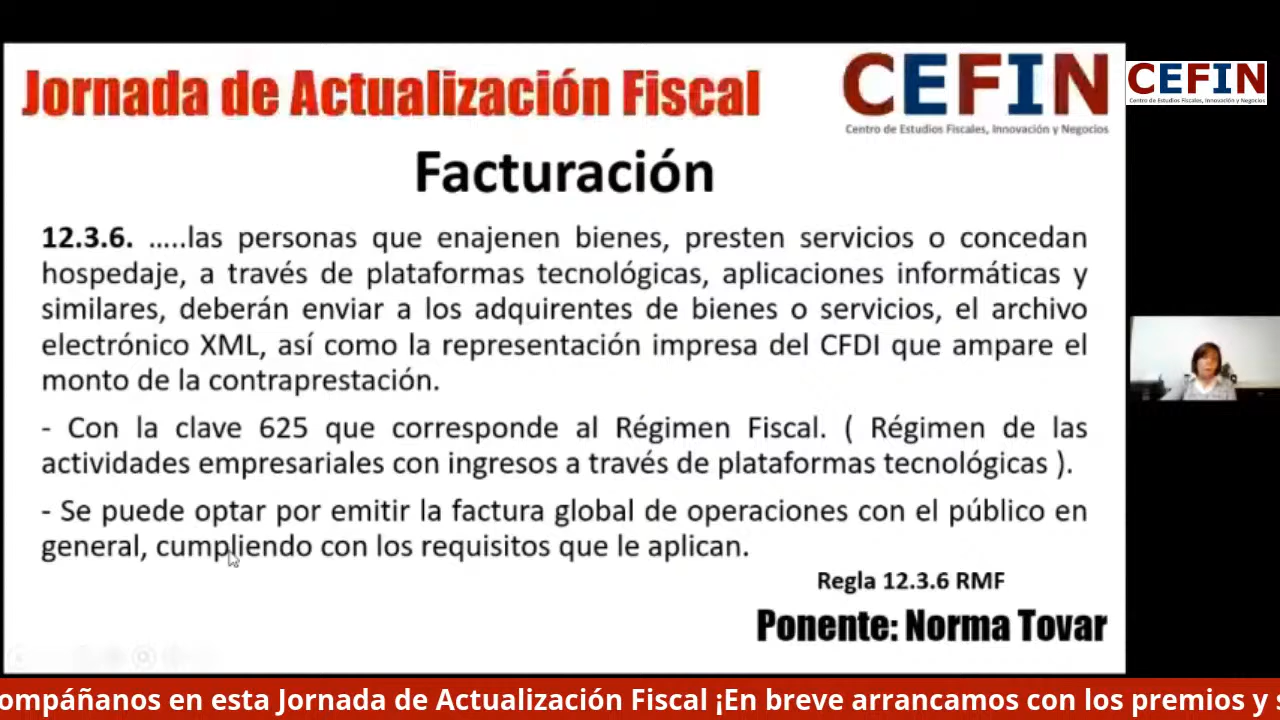 Jornada de Actualización Fiscal
CEFIN
Centro de Estudios Fiscales, Innovación y Negocios
CEFIN
Centro de Estudios Fiscales, Innovación y Negocios
Facturación
12.3.6. …..las personas que enajenen bienes, presten servicios o concedan
hospedaje, a través de plataformas tecnológicas, aplicaciones informáticas y
similares, deberán enviar a los adquirentes de bienes o servicios, el archivo
electrónico XML, así como la representación impresa del CFDI que ampare el
monto de la contraprestación.
- Con la clave 625 que corresponde al Régimen Fiscal. ( Régimen de las
actividades empresariales con ingresos a través de plataformas tecnológicas ).
- Se puede optar por emitir la factura global de operaciones con el público en
general, cumpliendo con los requisitos que le aplican.
Regla 12.3.6 RMF
Ponente: Norma Tovar
ompáñanos en esta Jornada de Actualización Fiscal ¡En breve arrancamos con los premios y s